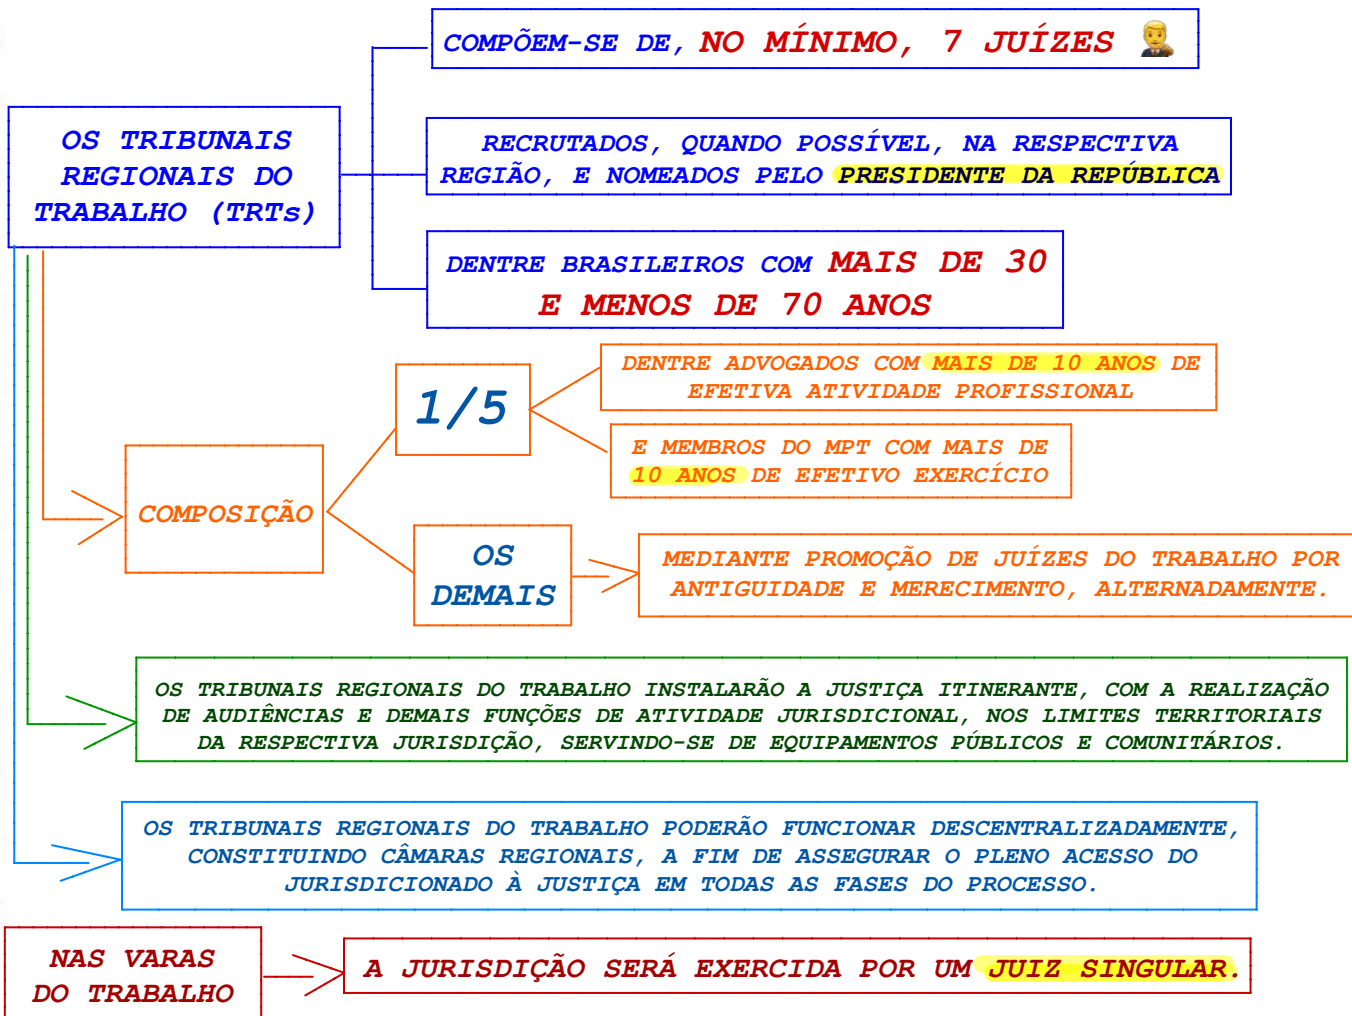 COMPÕEM-SE DE, NO MÍNIMO, 7 JUÍZES
OS TRIBUNAIS
REGIONAIS DO
TRABALHO (TRTs)
RECRUTADOS, QUANDO POSSÍVEL, NA RESPECTIVA
REGIÃO, E NOMEADOS PELO PRESIDENTE DA REPÚBLICA
DENTRE BRASILEIROS COM MAIS DE 30
E MENOS DE 70 ANOS
COMPOSIÇÃO
1/5
DENTRE ADVOGADOS COM MAIS DE 10 ANOS DE
EFETIVA ATIVIDADE PROFISSIONAL
E MEMBROS DO MPT COM MAIS DE
10 ANOS DE EFETIVO EXERCÍCIO
OS
DEMAIS
MEDIANTE PROMOÇÃO DE JUÍZES DO TRABALHO POR
ANTIGUIDADE E MERECIMENTO, ALTERNADAMENTE.
OS TRIBUNAIS REGIONAIS DO TRABALHO INSTALARÃO A JUSTIÇA ITINERANTE, COM A REALIZAÇÃO
DE AUDIÊNCIAS E DEMAIS FUNÇÕES DE ATIVIDADE JURISDICIONAL, NOS LIMITES TERRITORIAIS
DA RESPECTIVA JURISDIÇÃO, SERVINDO-SE DE EQUIPAMENTOS PÚBLICOS E COMUNITÁRIOS.
OS TRIBUNAIS REGIONAIS DO TRABALHO PODERÃO FUNCIONAR DESCENTRALIZADAMENTE,
CONSTITUINDO CÂMARAS REGIONAIS, A FIM DE ASSEGURAR O PLENO ACESSO DO
JURISDICIONADO À JUSTIÇA EM TODAS AS FASES DO PROCESSO.
NAS VARAS
DO TRABALHO
A JURISDIÇÃO SERÁ EXERCIDA POR UM JUIZ SINGULAR.